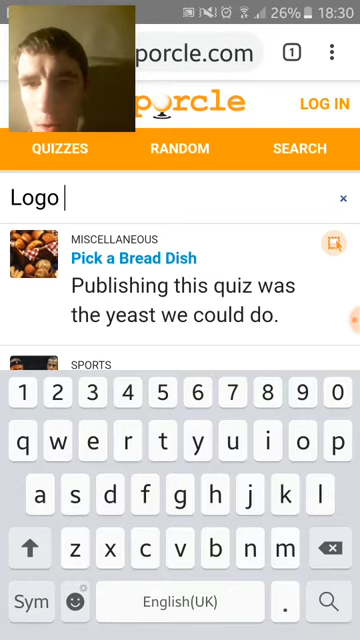 26% 18:30
porcle.com 1
porcle LOG IN
QUIZZES RANDOM SEARCH
Logo ×
MISCELLANEOUS
Pick a Bread Dish
Publishing this quiz was
the yeast we could do.
SPORTS
1 2 3 4 5 6 7 8 9 0
q w e r t y u i o p
a s d f g h j k l
z x c v b n m
Sym English(UK) .